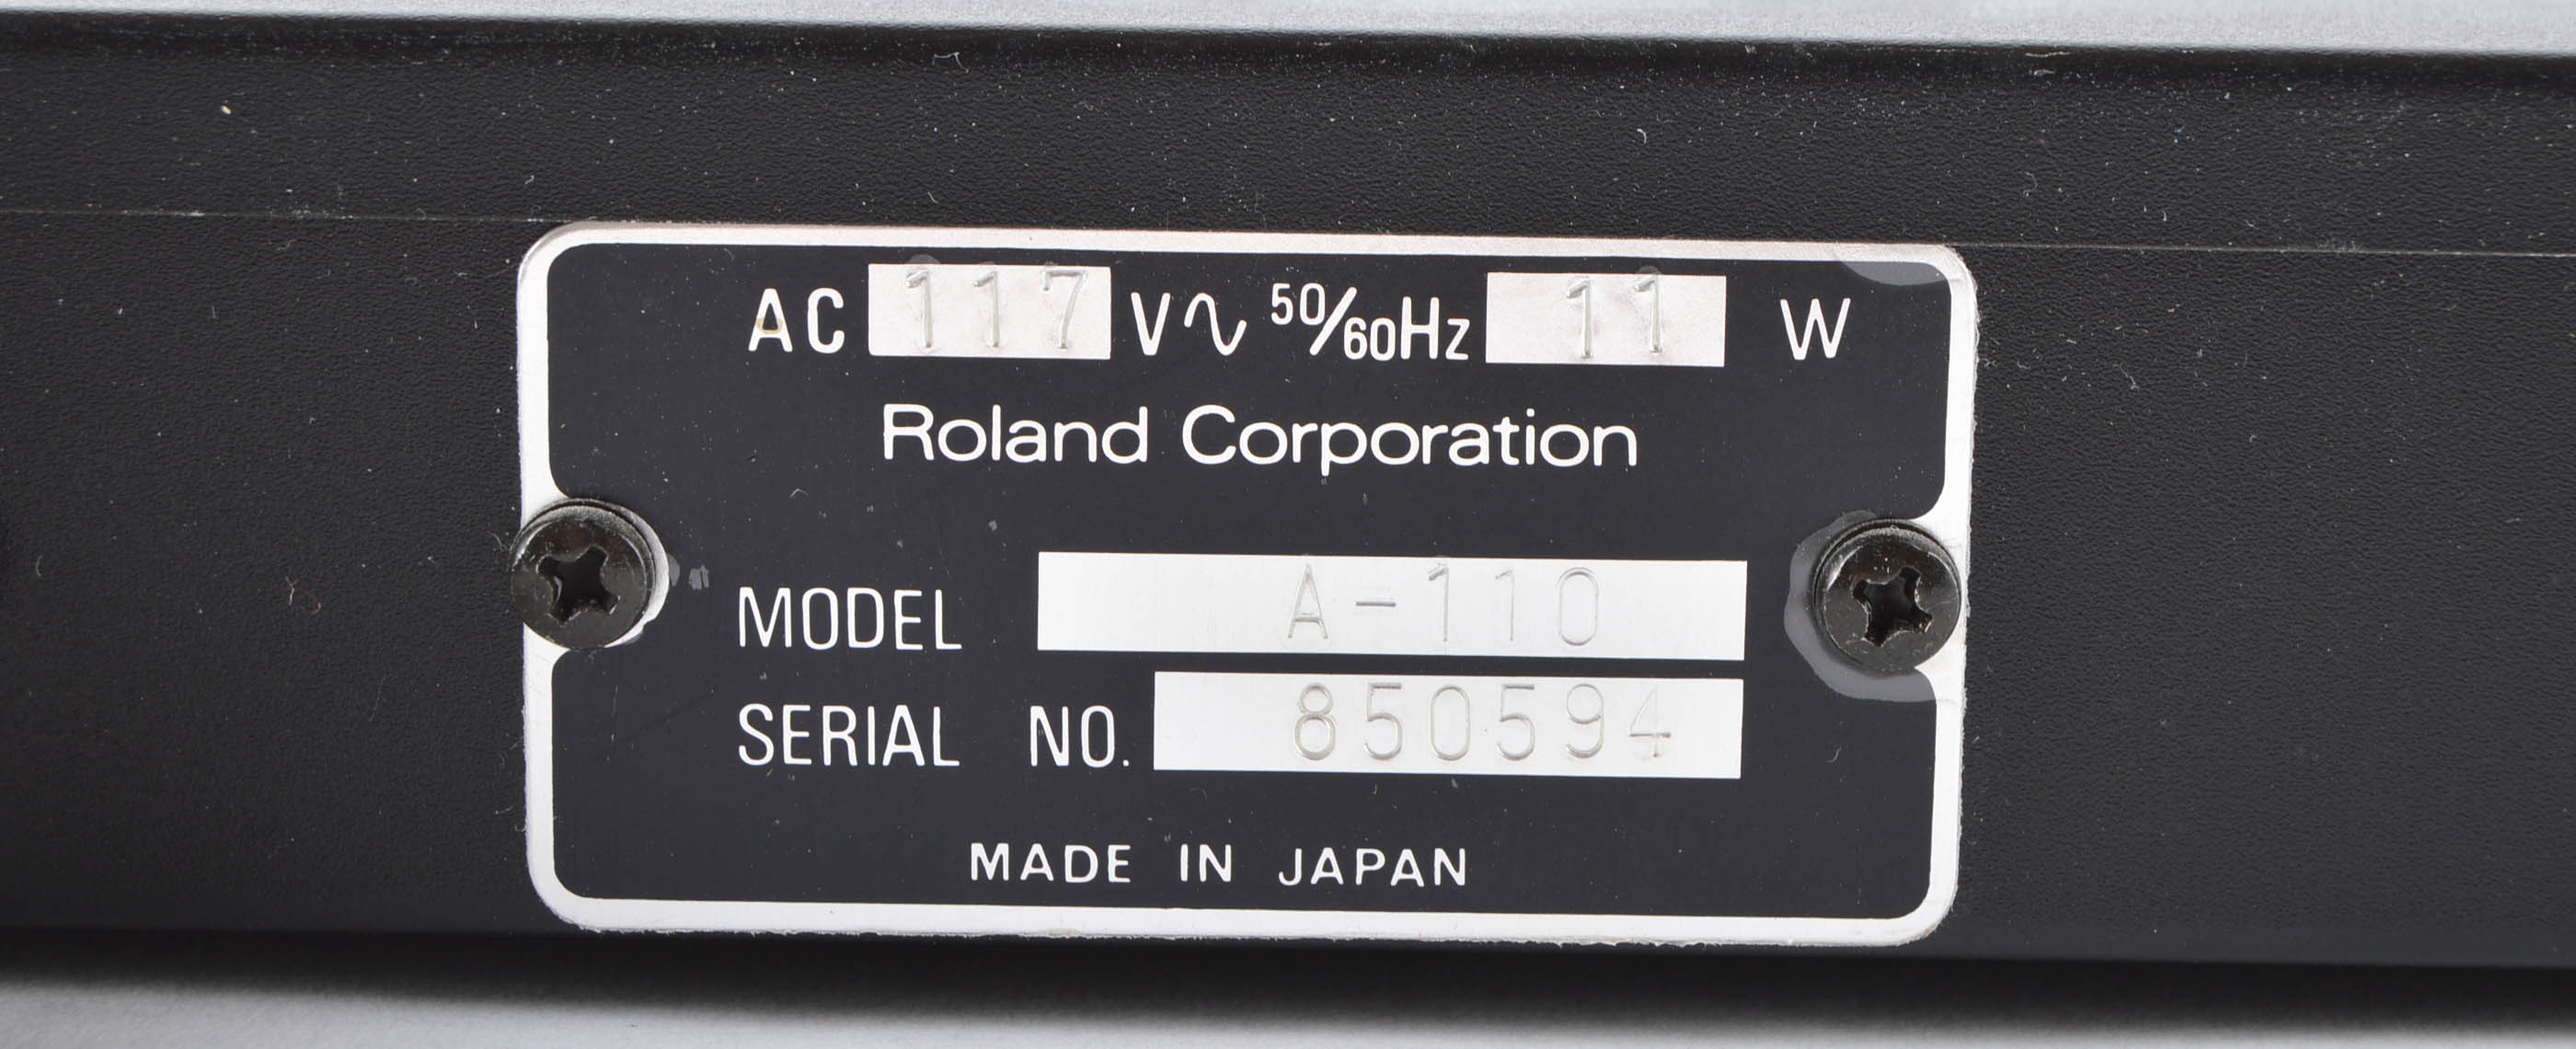 AC 117 V∿ 50/60Hz 11 W
Roland Corporation
MODEL A-110
SERIAL NO. 850594
MADE IN JAPAN